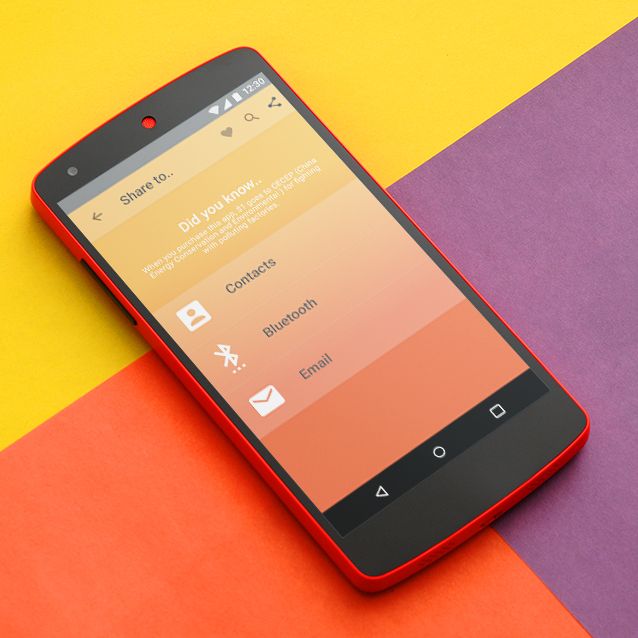 12:30
Share to..
Did you know..
When you purchase this app, $1 goes to CECEP (China
Energy Conservation and Environmental ) for fighting
with polluting factories.
Contacts
Bluetooth
Email